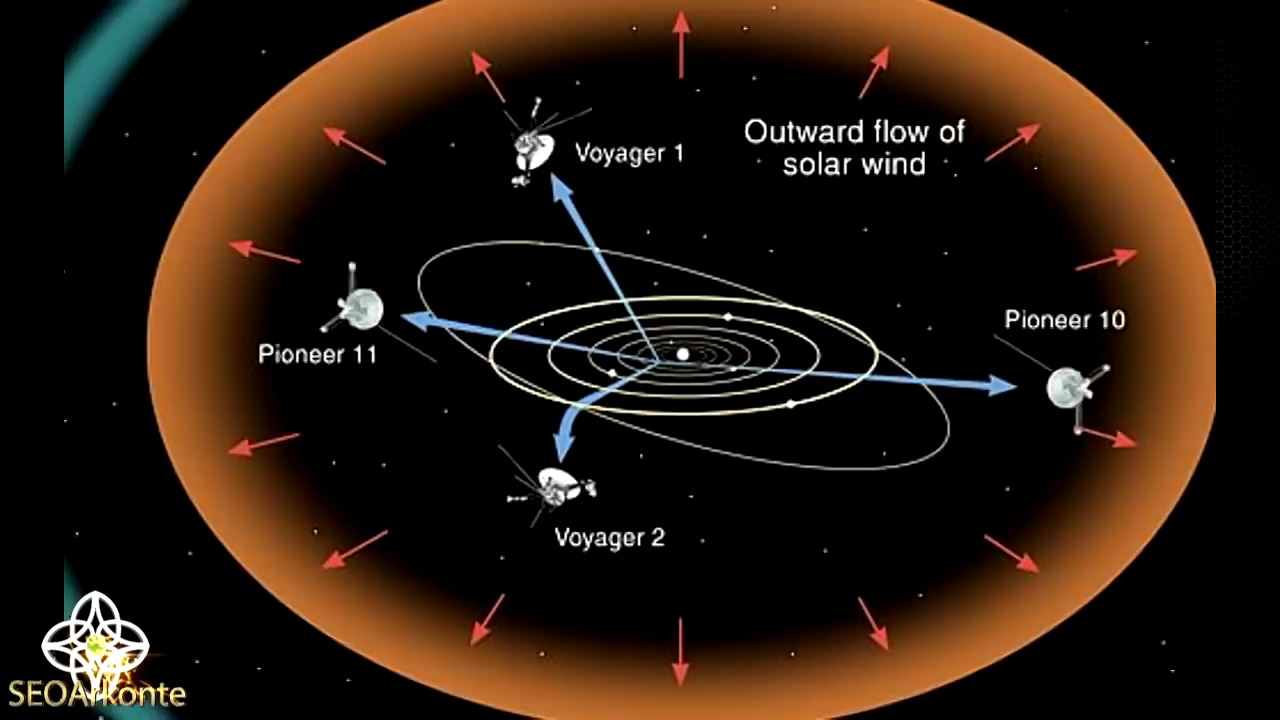 Outward flow of
solar wind
Voyager 1
Pioneer 10
Pioneer 11
Voyager 2
SEOArkonte